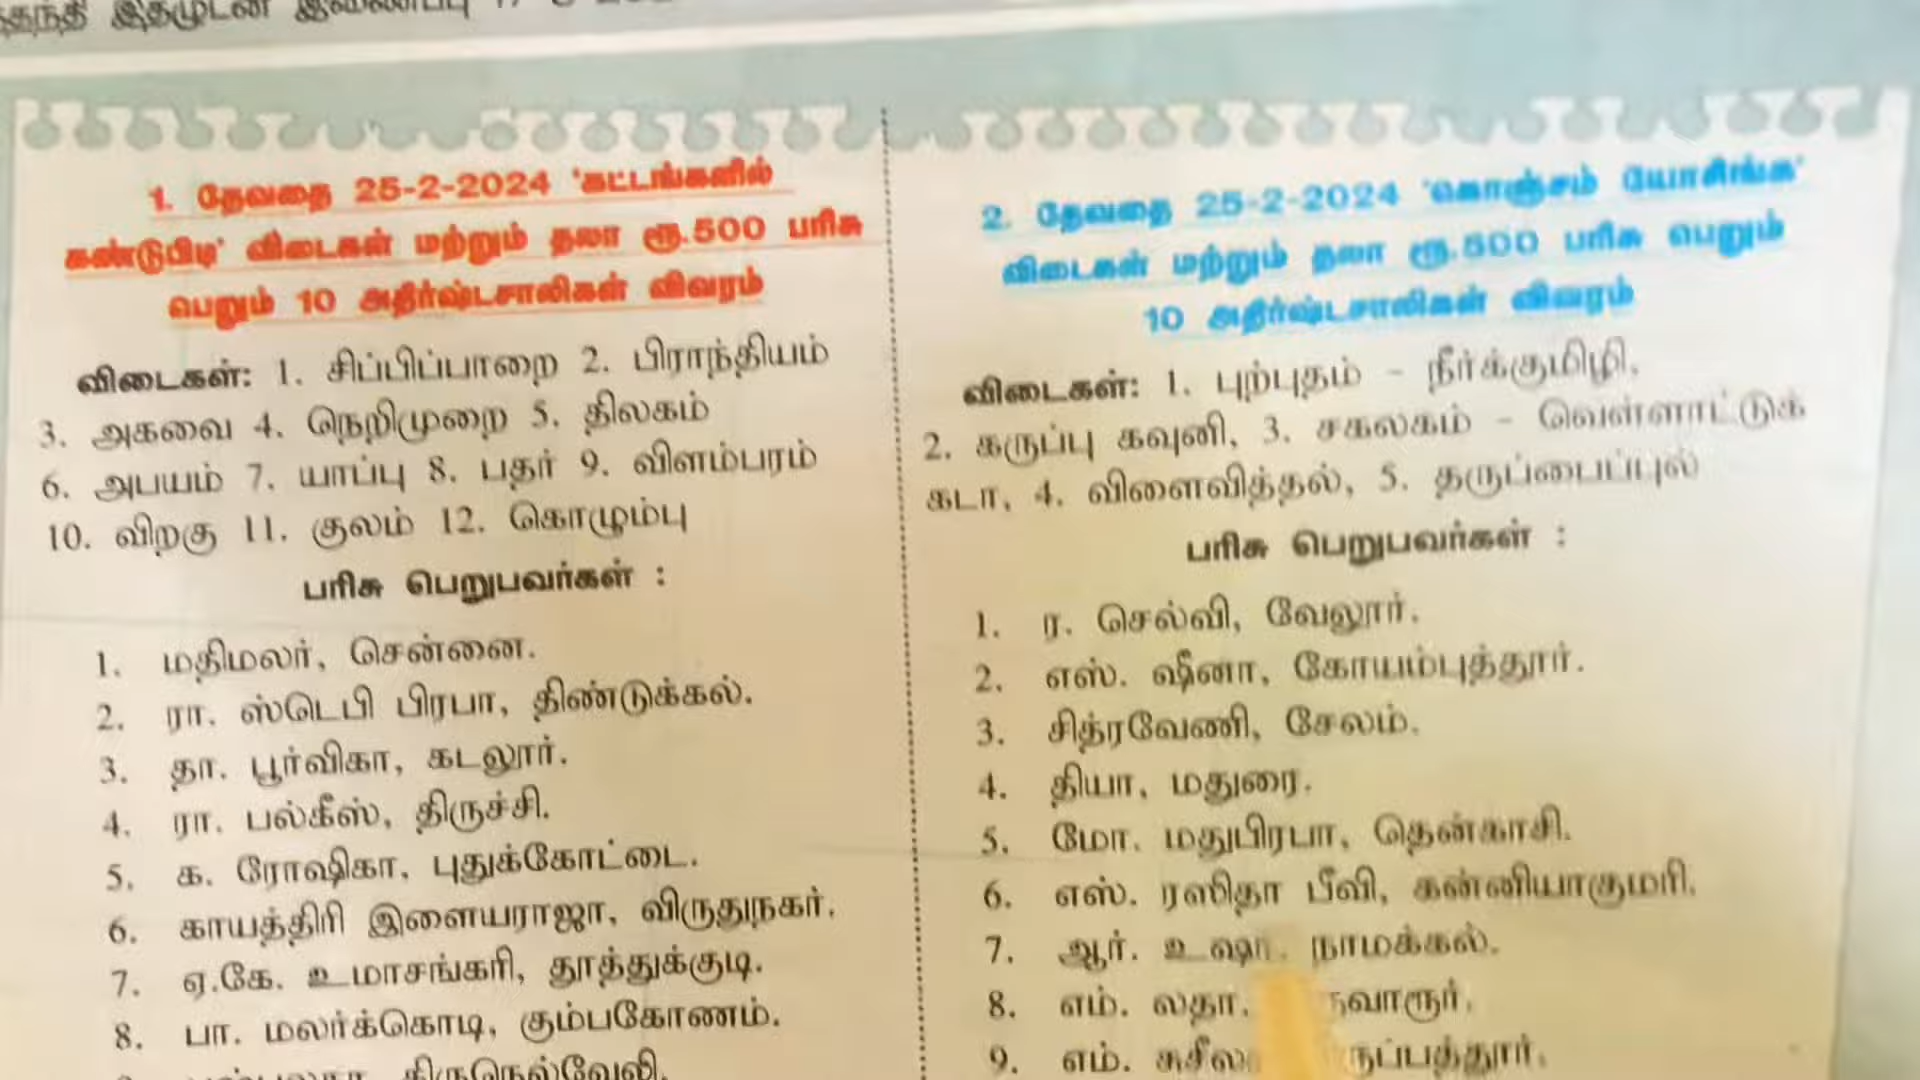 இதழுடன் இணைப்பு 17
1. தேவதை 25-2-2024 'கட்டங்களில்
கண்டுபிடி' விடைகள் மற்றும் தலா ரூ.500 பரிசு
பெறும் 10 அதிர்ஷ்டசாலிகள் விவரம்
விடைகள்: 1. சிப்பிப்பாறை 2. பிராந்தியம்
3. அகவை 4. நெறிமுறை 5. திலகம்
6. அபயம் 7. யாப்பு 8. பதர் 9. விளம்பரம்
10. விறகு 11. குலம் 12. கொழும்பு
பரிசு பெறுபவர்கள் :
1. மதிமலர், சென்னை.
2. ரா. ஸ்டெபி பிரபா, திண்டுக்கல்.
3. தா. பூர்விகா, கடலூர்.
4. ரா. பல்கீஸ், திருச்சி.
5. க. ரோஷிகா, புதுக்கோட்டை.
6. காயத்திரி இளையராஜா, விருதுநகர்.
7. ஏ.கே. உமாசங்கரி, தூத்துக்குடி.
8. பா. மலர்க்கொடி, கும்பகோணம்.
திருநெல்வேலி.
2. தேவதை 25-2-2024 'கொஞ்சம் யோசிங்க'
விடைகள் மற்றும் தலா ரூ.500 பரிசு பெறும்
10 அதிர்ஷ்டசாலிகள் விவரம்
விடைகள்: 1. புற்புதம் - நீர்க்குமிழி,
2. கருப்பு கவுனி, 3. சகலகம் - வெள்ளாட்டுக்
கடா, 4. விளைவித்தல், 5. தருப்பைப்புல்
பரிசு பெறுபவர்கள் :
1. ர. செல்வி, வேலூர்.
2. எஸ். ஷீனா, கோயம்புத்தூர்.
3. சித்ரவேணி, சேலம்.
4. தியா, மதுரை.
5. மோ. மதுபிரபா, தென்காசி.
6. எஸ். ரஸிதா பீவி, கன்னியாகுமரி.
7. ஆர். உஷா, நாமக்கல்.
8. எம். லதா,
9. எம்.